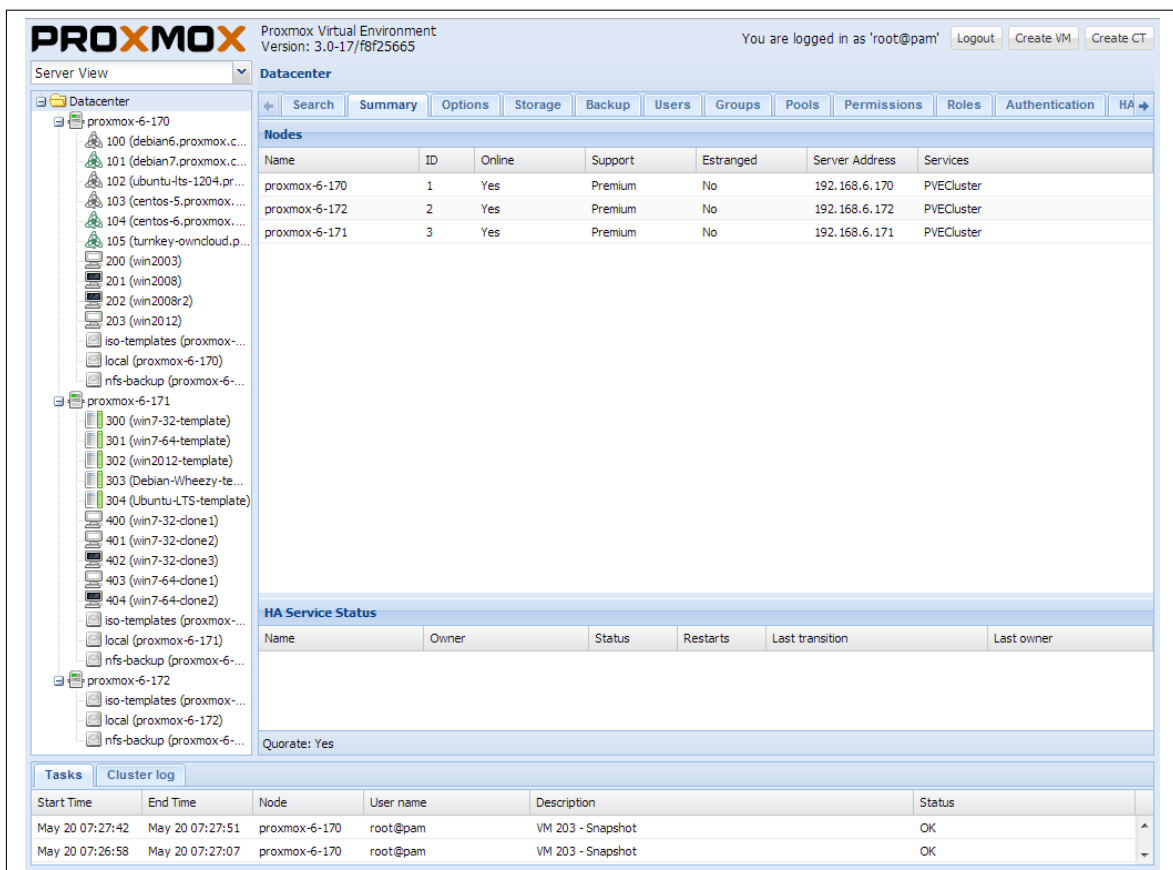 PROXMOX Proxmox Virtual Environment
Version: 3.0-17/f8f25665
You are logged in as 'root@pam' Logout Create VM Create CT
Server View
Datacenter
proxmox-6-170
100 (debian6.proxmox.c...
101 (debian7.proxmox.c...
102 (ubuntu-lts-1204.pr...
103 (centos-5.proxmox....
104 (centos-6.proxmox....
105 (turnkey-owncloud.p...
200 (win2003)
201 (win2008)
202 (win2008r2)
203 (win2012)
iso-templates (proxmox-...
local (proxmox-6-170)
nfs-backup (proxmox-6-...
proxmox-6-171
300 (win7-32-template)
301 (win7-64-template)
302 (win2012-template)
303 (Debian-Wheezy-te...
304 (Ubuntu-LTS-template)
400 (win7-32-clone1)
401 (win7-32-clone2)
402 (win7-32-clone3)
403 (win7-64-clone1)
404 (win7-64-clone2)
iso-templates (proxmox-...
local (proxmox-6-171)
nfs-backup (proxmox-6-...
proxmox-6-172
iso-templates (proxmox-...
local (proxmox-6-172)
nfs-backup (proxmox-6-...
Datacenter
Search Summary Options Storage Backup Users Groups Pools Permissions Roles Authentication HA
Nodes
Name ID Online Support Estranged Server Address Services
proxmox-6-170 1 Yes Premium No 192.168.6.170 PVECluster
proxmox-6-172 2 Yes Premium No 192.168.6.172 PVECluster
proxmox-6-171 3 Yes Premium No 192.168.6.171 PVECluster
HA Service Status
Name Owner Status Restarts Last transition Last owner
Quorate: Yes
Tasks Cluster log
Start Time End Time Node User name Description Status
May 20 07:27:42 May 20 07:27:51 proxmox-6-170 root@pam VM 203 - Snapshot OK
May 20 07:26:58 May 20 07:27:07 proxmox-6-170 root@pam VM 203 - Snapshot OK